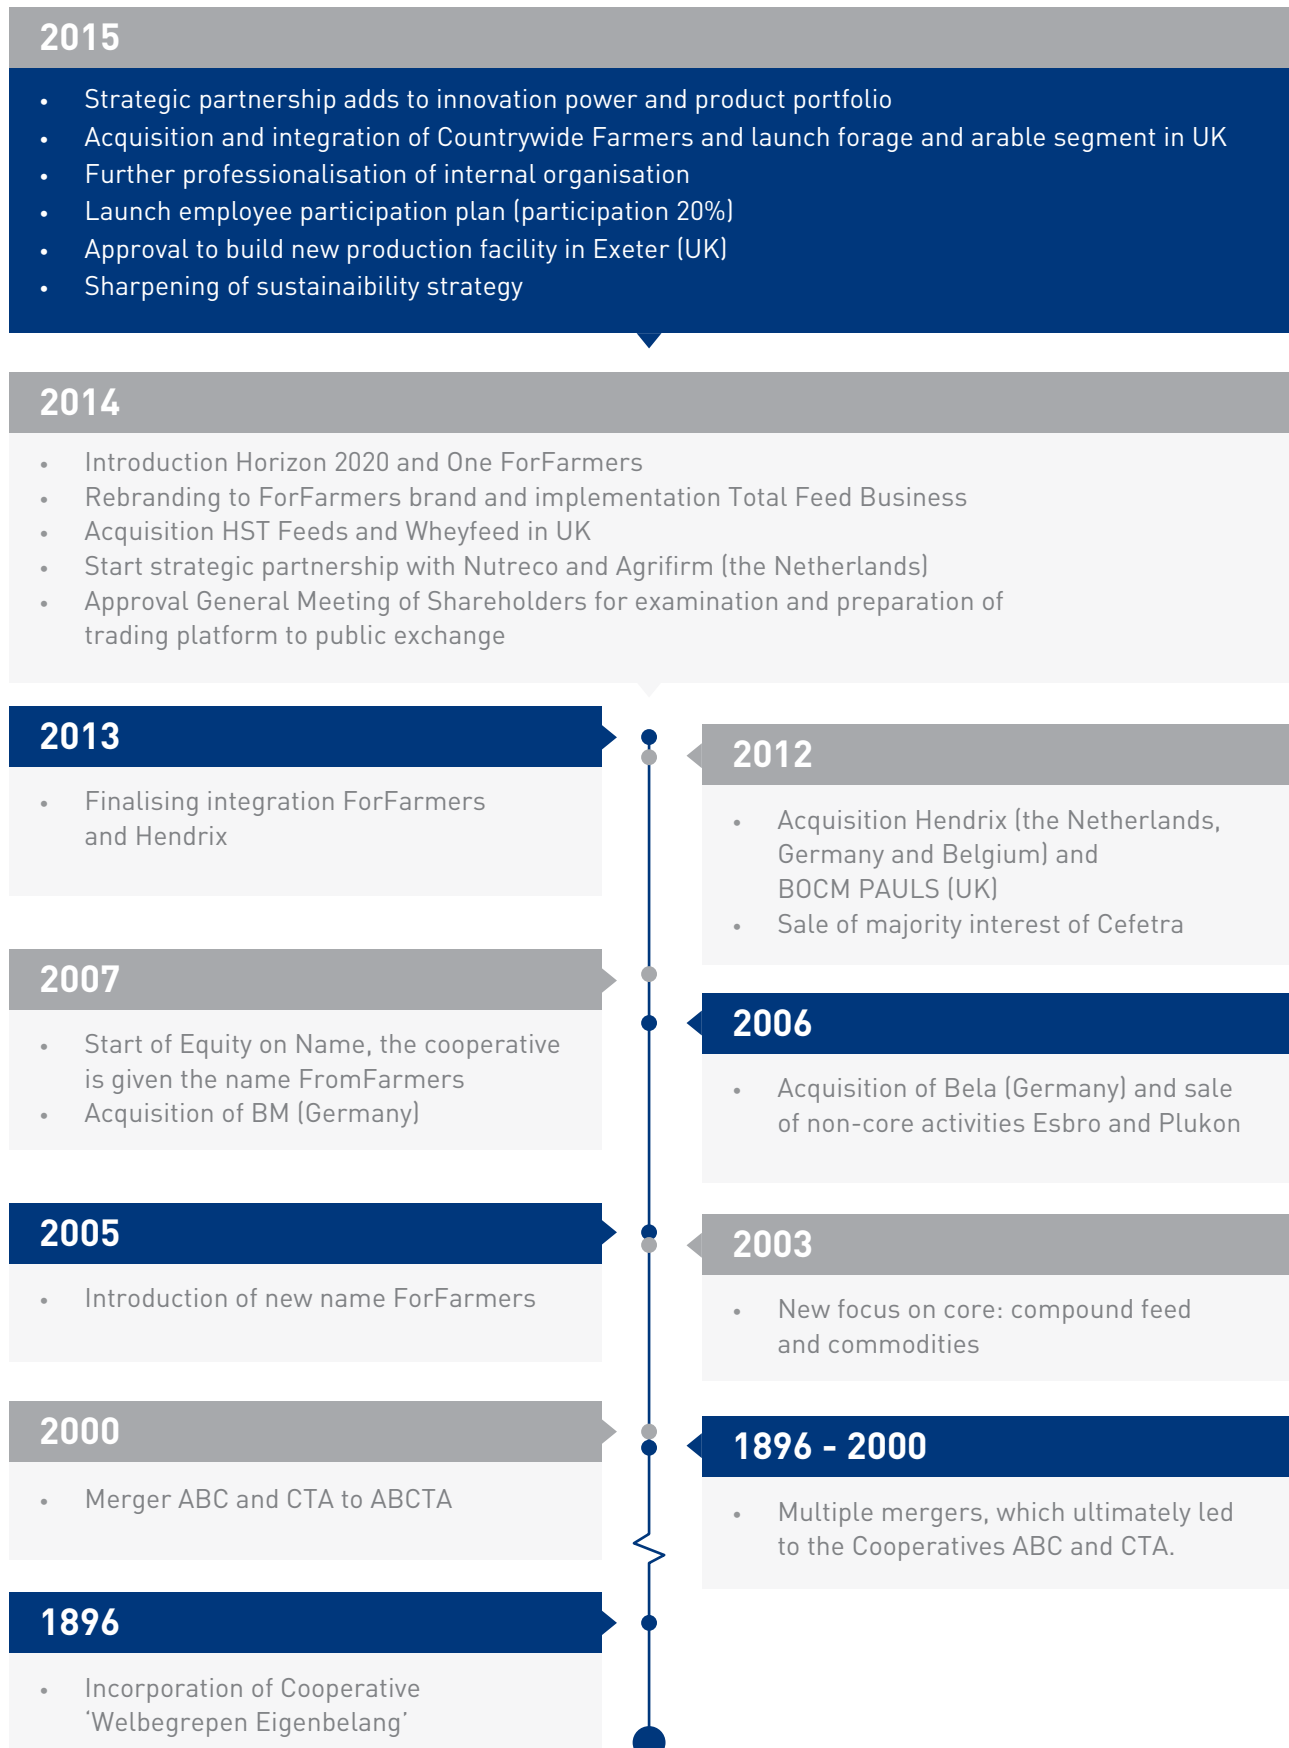 2015
• Strategic partnership adds to innovation power and product portfolio
• Acquisition and integration of Countrywide Farmers and launch forage and arable segment in UK
• Further professionalisation of internal organisation
• Launch employee participation plan (participation 20%)
• Approval to build new production facility in Exeter (UK)
• Sharpening of sustainaibility strategy
2014
• Introduction Horizon 2020 and One ForFarmers
• Rebranding to ForFarmers brand and implementation Total Feed Business
• Acquisition HST Feeds and Wheyfeed in UK
• Start strategic partnership with Nutreco and Agrifirm (the Netherlands)
• Approval General Meeting of Shareholders for examination and preparation of
trading platform to public exchange
2013
• Finalising integration ForFarmers
and Hendrix
2012
• Acquisition Hendrix (the Netherlands,
Germany and Belgium) and
BOCM PAULS (UK)
• Sale of majority interest of Cefetra
2007
• Start of Equity on Name, the cooperative
is given the name FromFarmers
• Acquisition of BM (Germany)
2006
• Acquisition of Bela (Germany) and sale
of non-core activities Esbro and Plukon
2005
• Introduction of new name ForFarmers
2003
• New focus on core: compound feed
and commodities
2000
• Merger ABC and CTA to ABCTA
1896 - 2000
• Multiple mergers, which ultimately led
to the Cooperatives ABC and CTA.
1896
• Incorporation of Cooperative
‘Welbegrepen Eigenbelang’